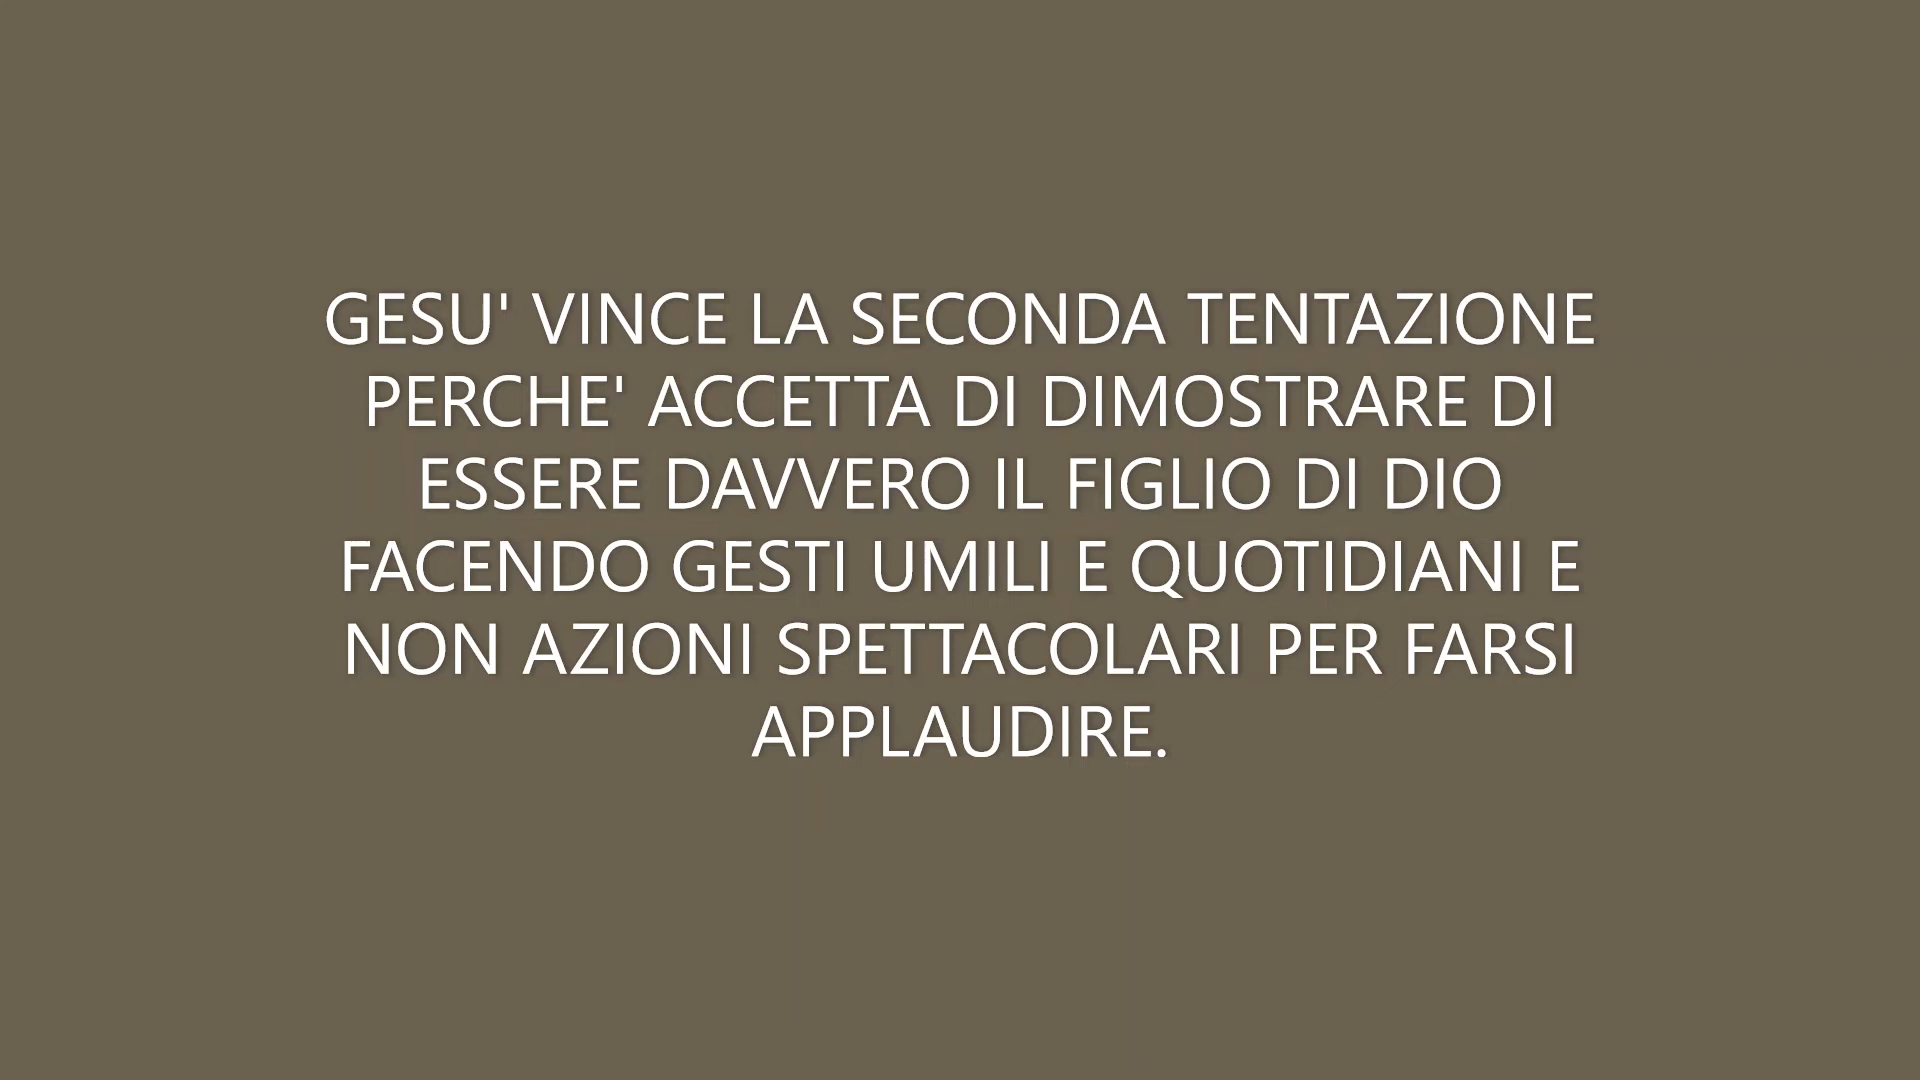 GESU' VINCE LA SECONDA TENTAZIONE
PERCHE' ACCETTA DI DIMOSTRARE DI
ESSERE DAVVERO IL FIGLIO DI DIO
FACENDO GESTI UMILI E QUOTIDIANI E
NON AZIONI SPETTACOLARI PER FARSI
APPLAUDIRE.